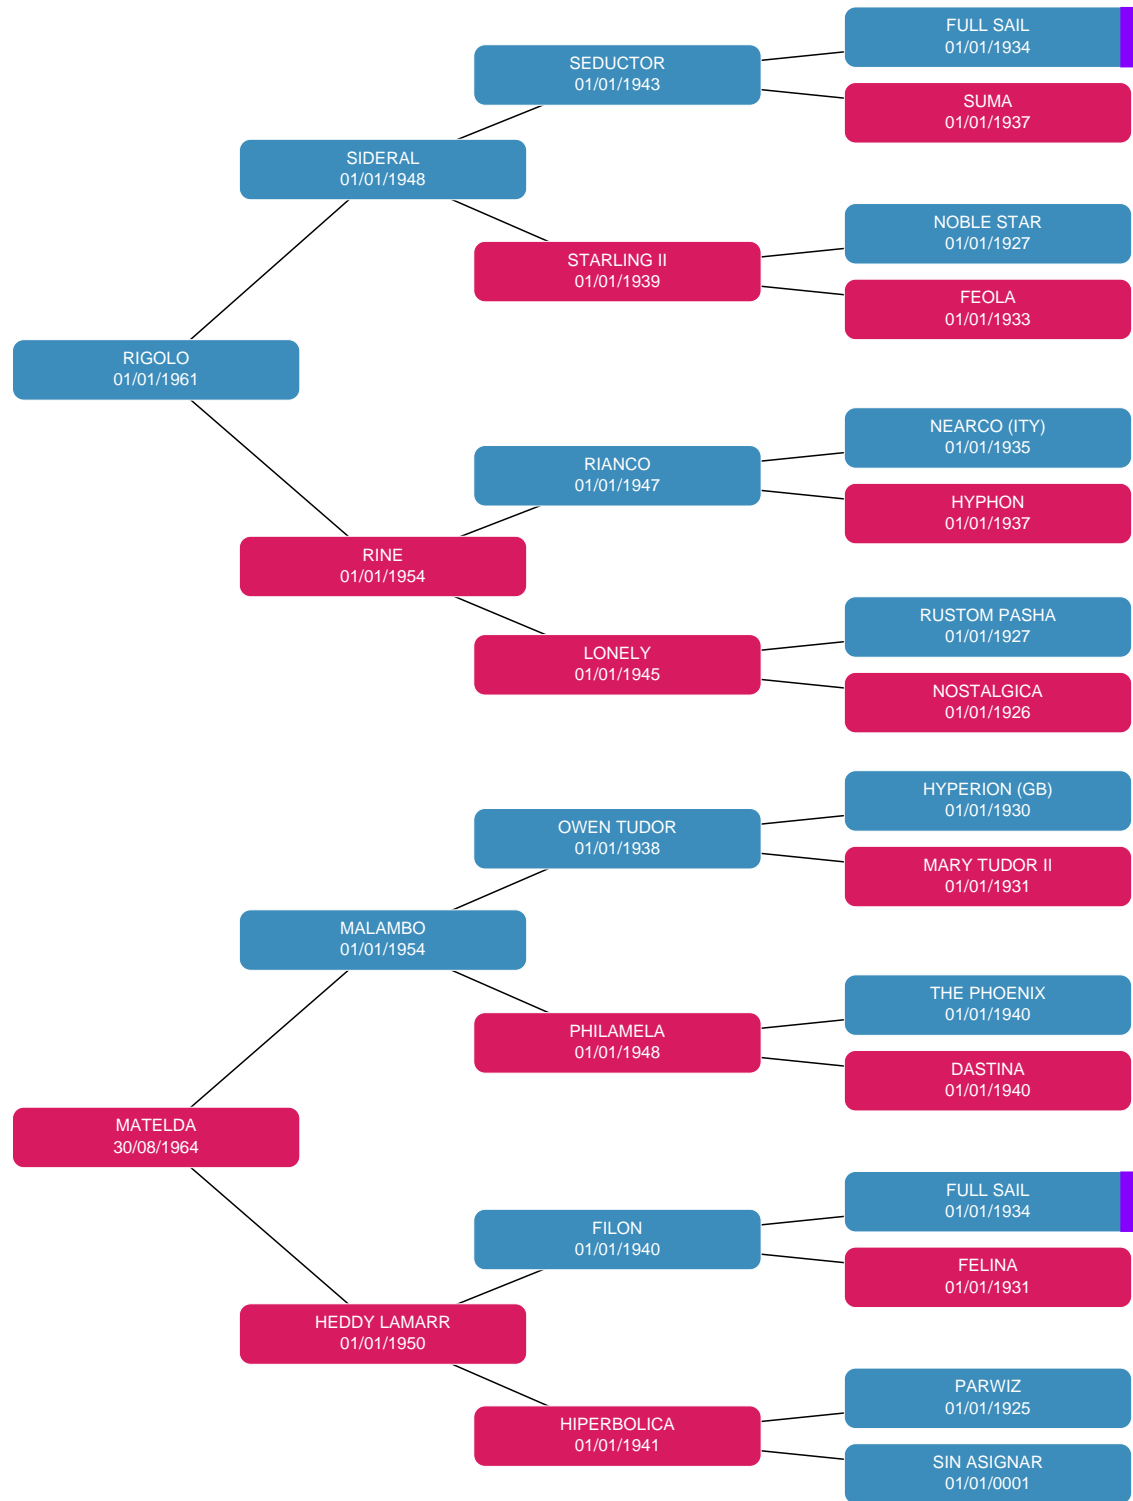 FULL SAIL
01/01/1934
SEDUCTOR
01/01/1943
SUMA
01/01/1937
SIDERAL
01/01/1948
NOBLE STAR
01/01/1927
STARLING II
01/01/1939
FEOLA
01/01/1933
RIGOLO
01/01/1961
NEARCO (ITY)
01/01/1935
RIANCO
01/01/1947
HYPHON
01/01/1937
RINE
01/01/1954
RUSTOM PASHA
01/01/1927
LONELY
01/01/1945
NOSTALGICA
01/01/1926
HYPERION (GB)
01/01/1930
OWEN TUDOR
01/01/1938
MARY TUDOR II
01/01/1931
MALAMBO
01/01/1954
THE PHOENIX
01/01/1940
PHILAMELA
01/01/1948
DASTINA
01/01/1940
MATELDA
30/08/1964
FULL SAIL
01/01/1934
FILON
01/01/1940
FELINA
01/01/1931
HEDDY LAMARR
01/01/1950
PARWIZ
01/01/1925
HIPERBOLICA
01/01/1941
SIN ASIGNAR
01/01/0001